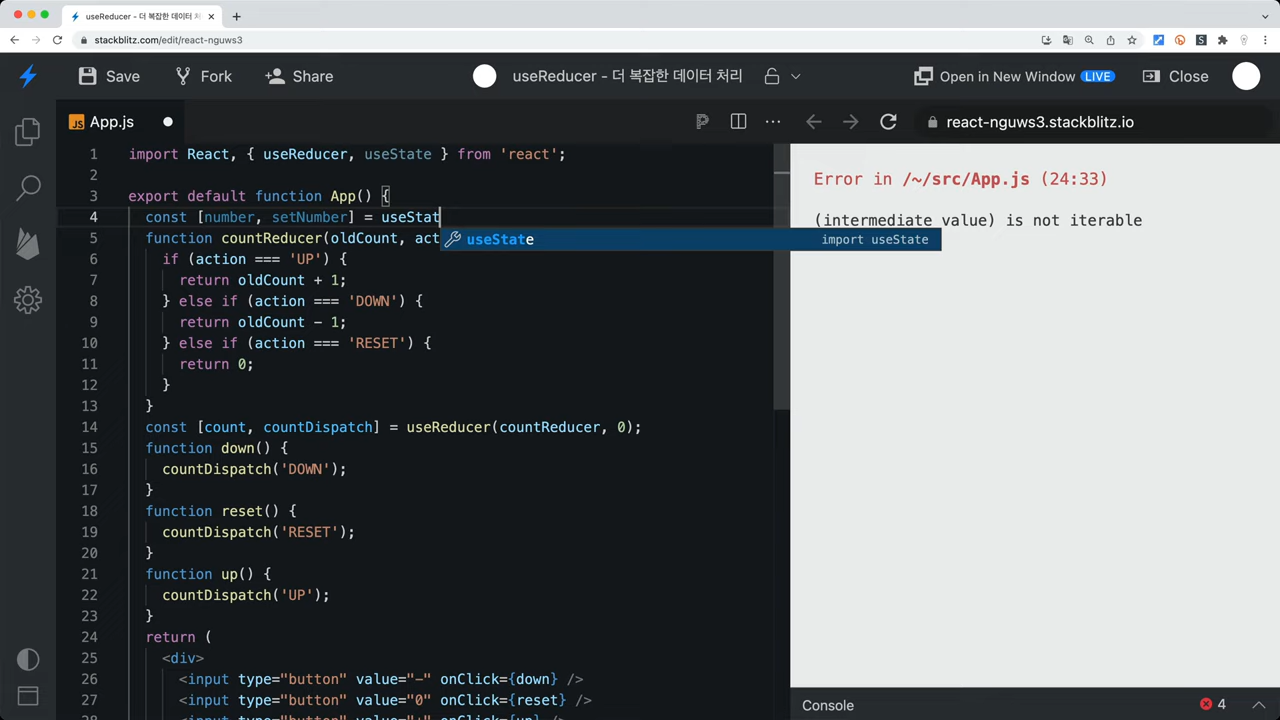 useReducer - 더 복잡한 데이터 처리
stackblitz.com/edit/react-nguws3
Save
Fork
Share
useReducer - 더 복잡한 데이터 처리
Open in New Window LIVE
Close
JS App.js
react-nguws3.stackblitz.io
1 import React, { useReducer, useState } from 'react';
2
3 export default function App() {
4 const [number, setNumber] = useStat
5 function countReducer(oldCount, act
useState import useState
6 if (action === 'UP') {
7 return oldCount + 1;
8 } else if (action === 'DOWN') {
9 return oldCount - 1;
10 } else if (action === 'RESET') {
11 return 0;
12 }
13 }
14 const [count, countDispatch] = useReducer(countReducer, 0);
15 function down() {
16 countDispatch('DOWN');
17 }
18 function reset() {
19 countDispatch('RESET');
20 }
21 function up() {
22 countDispatch('UP');
23 }
24 return (
25 <div>
26 <input type="button" value="-" onClick={down} />
27 <input type="button" value="0" onClick={reset} />
28 <input type="button" value="+" onClick={up} />
Error in /~/src/App.js (24:33)
(intermediate value) is not iterable
Console
4